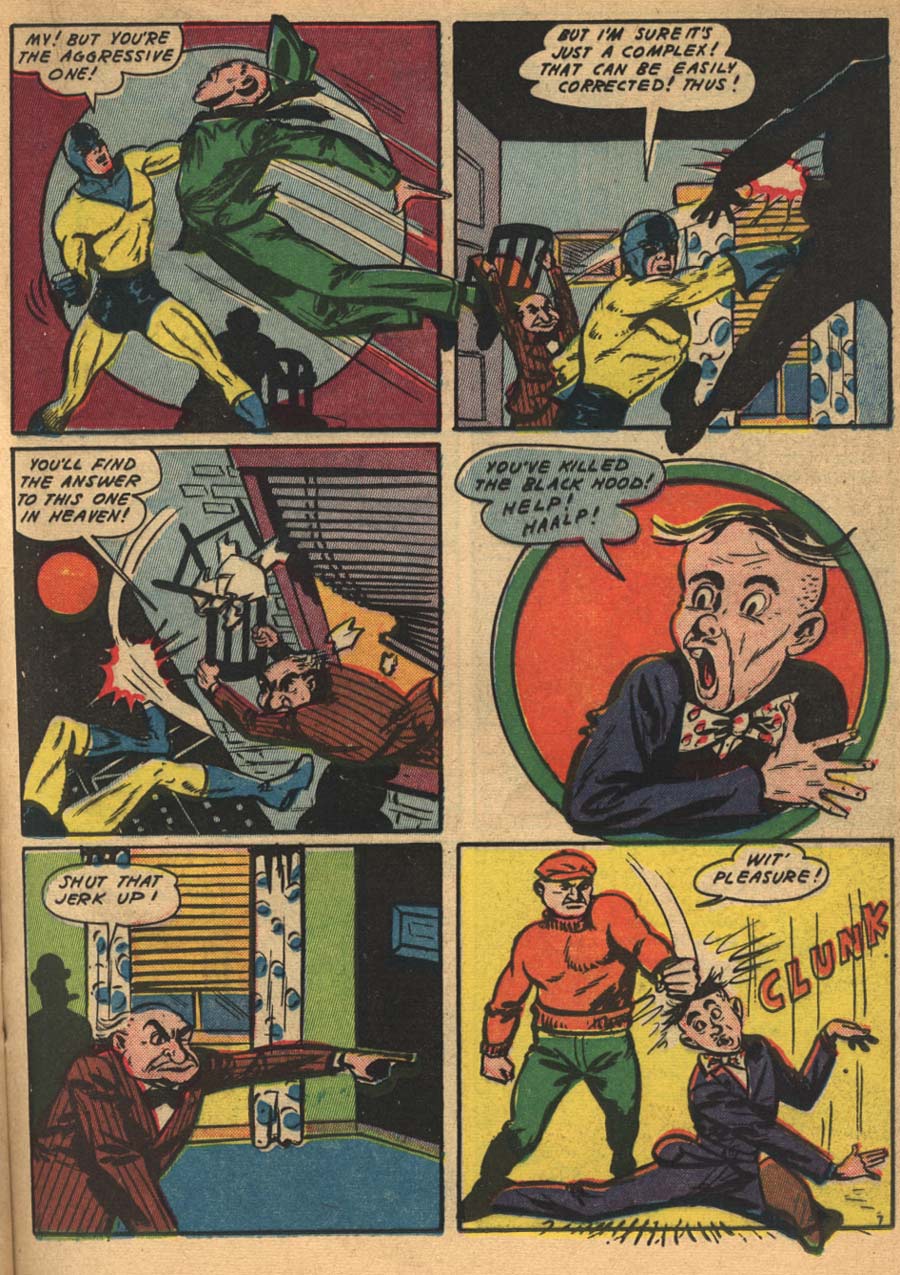 MY! BUT YOU'RE
THE AGGRESSIVE
ONE!
BUT I'M SURE IT'S
JUST A COMPLEX!
THAT CAN BE EASILY
CORRECTED! THUS!
YOU'LL FIND
THE ANSWER
TO THIS ONE
IN HEAVEN!
YOU'VE KILLED
THE BLACK HOOD!
HELP!
HAALP!
SHUT THAT
JERK UP!
WIT'
PLEASURE!
CLUNK
7